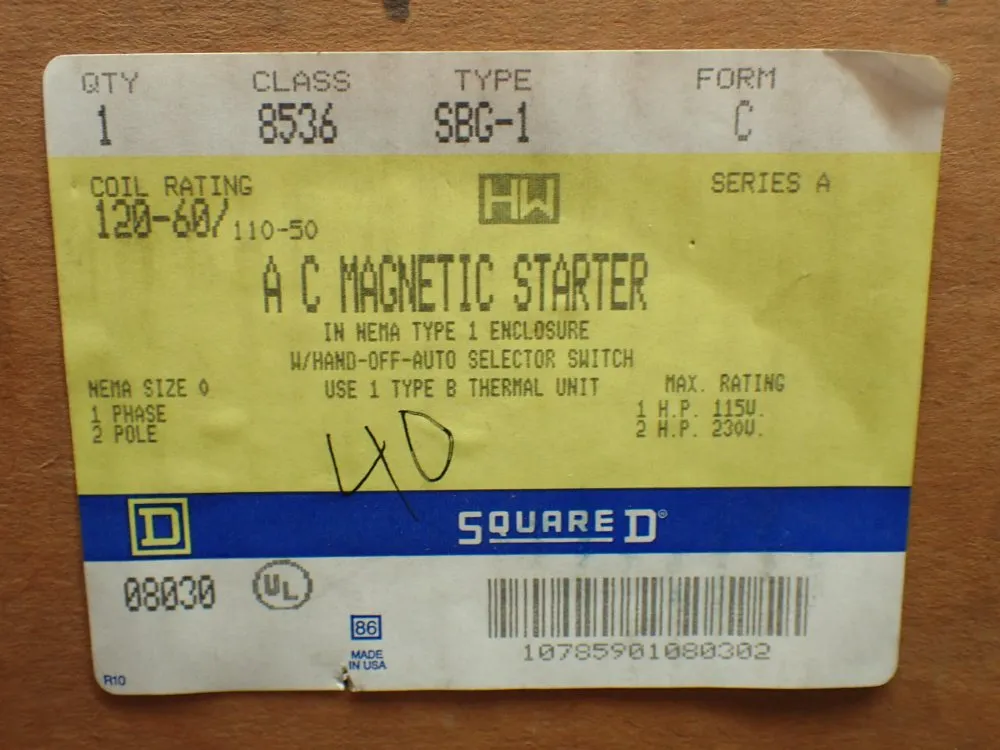 QTY CLASS TYPE FORM
1 8536 SBG-1 C
COIL RATING HW SERIES A
120-60/110-50
A C MAGNETIC STARTER
IN NEMA TYPE 1 ENCLOSURE
W/HAND-OFF-AUTO SELECTOR SWITCH
NEMA SIZE 0 USE 1 TYPE B THERMAL UNIT MAX. RATING
1 PHASE 1 H.P. 115V.
2 POLE 2 H.P. 230V.
40
D SQUARE D®
08030 UL
86
MADE
IN USA
10785901080302
R10